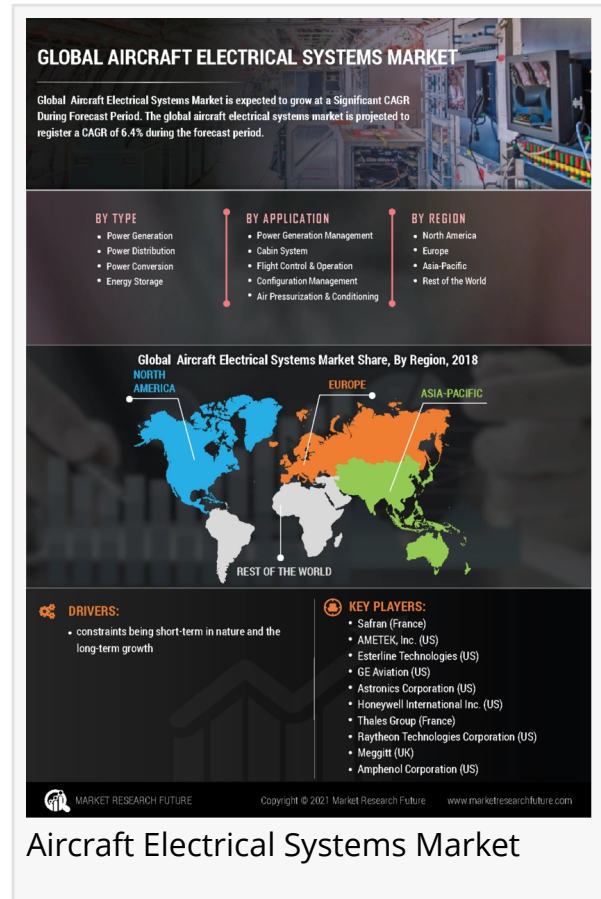 GLOBAL AIRCRAFT ELECTRICAL SYSTEMS MARKET
Global Aircraft Electrical Systems Market is expected to grow at a Significant CAGR
During Forecast Period. The global aircraft electrical systems market is projected to
register a CAGR of 6.4% during the forecast period.
BY TYPE
• Power Generation
• Power Distribution
• Power Conversion
• Energy Storage
BY APPLICATION
• Power Generation Management
• Cabin System
• Flight Control & Operation
• Configuration Management
• Air Pressurization & Conditioning
BY REGION
• North America
• Europe
• Asia-Pacific
• Rest of the World
Global Aircraft Electrical Systems Market Share, By Region, 2018
NORTH
AMERICA
EUROPE
ASIA-PACIFIC
REST OF THE WORLD
DRIVERS:
• constraints being short-term in nature and the
long-term growth
KEY PLAYERS:
• Safran (France)
• AMETEK, Inc. (US)
• Esterline Technologies (US)
• GE Aviation (US)
• Astronics Corporation (US)
• Honeywell International Inc. (US)
• Thales Group (France)
• Raytheon Technologies Corporation (US)
• Meggitt (UK)
• Amphenol Corporation (US)
MARKET RESEARCH FUTURE
Copyright © 2021 Market Research Future
www.marketresearchfuture.com
Aircraft Electrical Systems Market